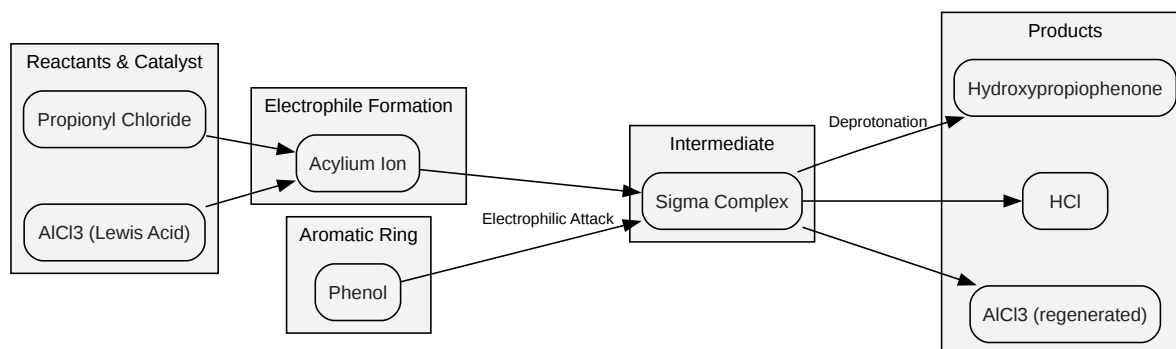 Reactants & Catalyst
Propionyl Chloride
AlCl3 (Lewis Acid)
Electrophile Formation
Acylium Ion
Aromatic Ring
Phenol
Electrophilic Attack
Intermediate
Sigma Complex
Deprotonation
Products
Hydroxypropiophenone
HCl
AlCl3 (regenerated)